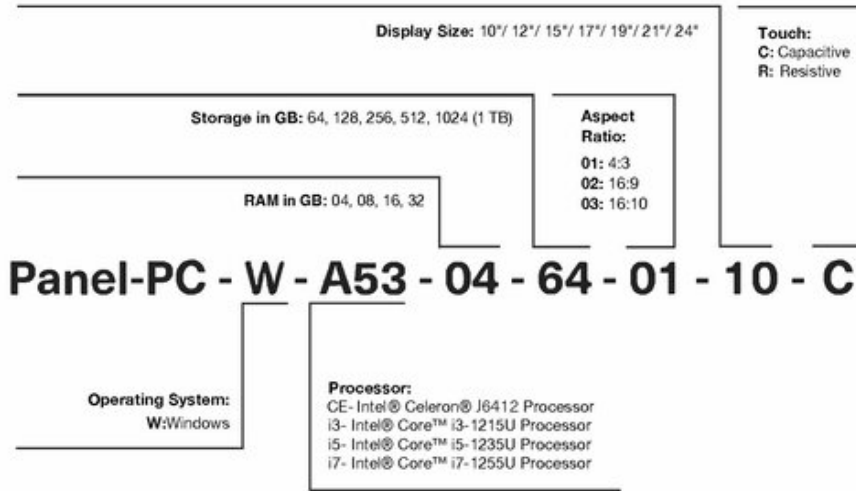 Display Size: 10"/ 12"/ 15"/ 17"/ 19"/ 21"/ 24"
Touch:
C: Capacitive
R: Resistive
Storage in GB: 64, 128, 256, 512, 1024 (1 TB)
Aspect
Ratio:
01: 4:3
02: 16:9
03: 16:10
RAM in GB: 04, 08, 16, 32
Panel-PC - W - A53 - 04 - 64 - 01 - 10 - C
Operating System:
W:Windows
Processor:
CE- Intel® Celeron® J6412 Processor
i3- Intel® Core™ i3-1215U Processor
i5- Intel® Core™ i5-1235U Processor
i7- Intel® Core™ i7-1255U Processor